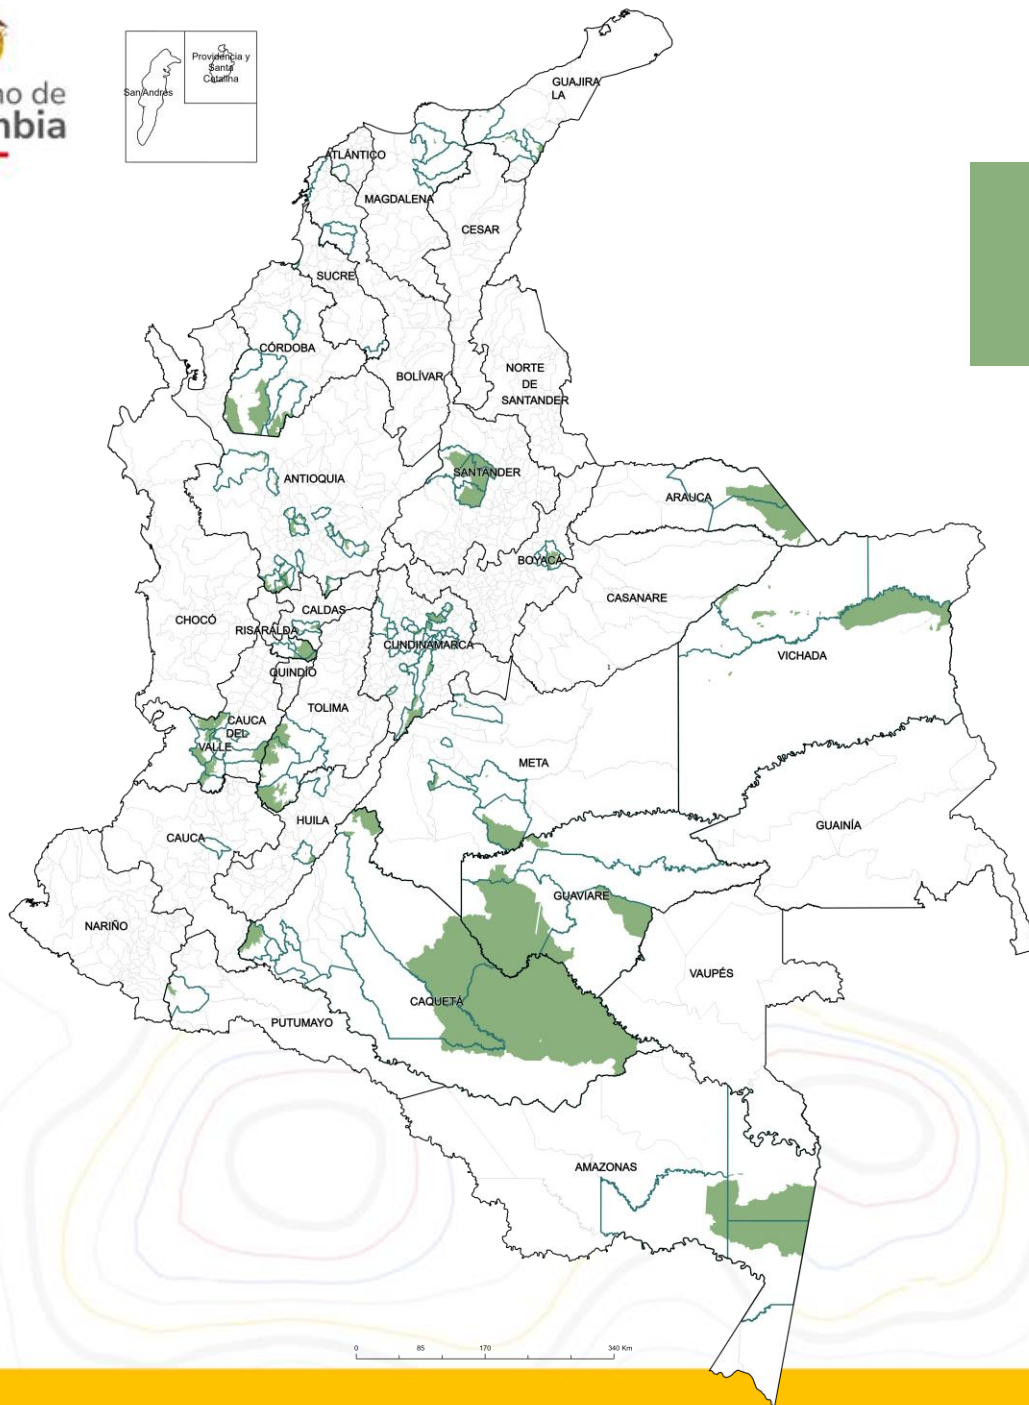 no de
mbia
Providencia y
Santa
Catalina
San Andrés
GUAJIRA
LA
ATLÁNTICO
MAGDALENA
CESAR
SUCRE
CÓRDOBA
BOLÍVAR
NORTE
DE
SANTANDER
ANTIOQUIA
SANTANDER
ARAUCA
BOYACÁ
CASANARE
CHOCÓ
CALDAS
RISARALDA
CUNDINAMARCA
VICHADA
QUINDÍO
TOLIMA
CAUCA
DEL
VALLE
META
HUILA
CAUCA
GUAINÍA
GUAVIARE
NARIÑO
VAUPÉS
CAQUETÁ
PUTUMAYO
AMAZONAS
1
0 85 170 340 Km